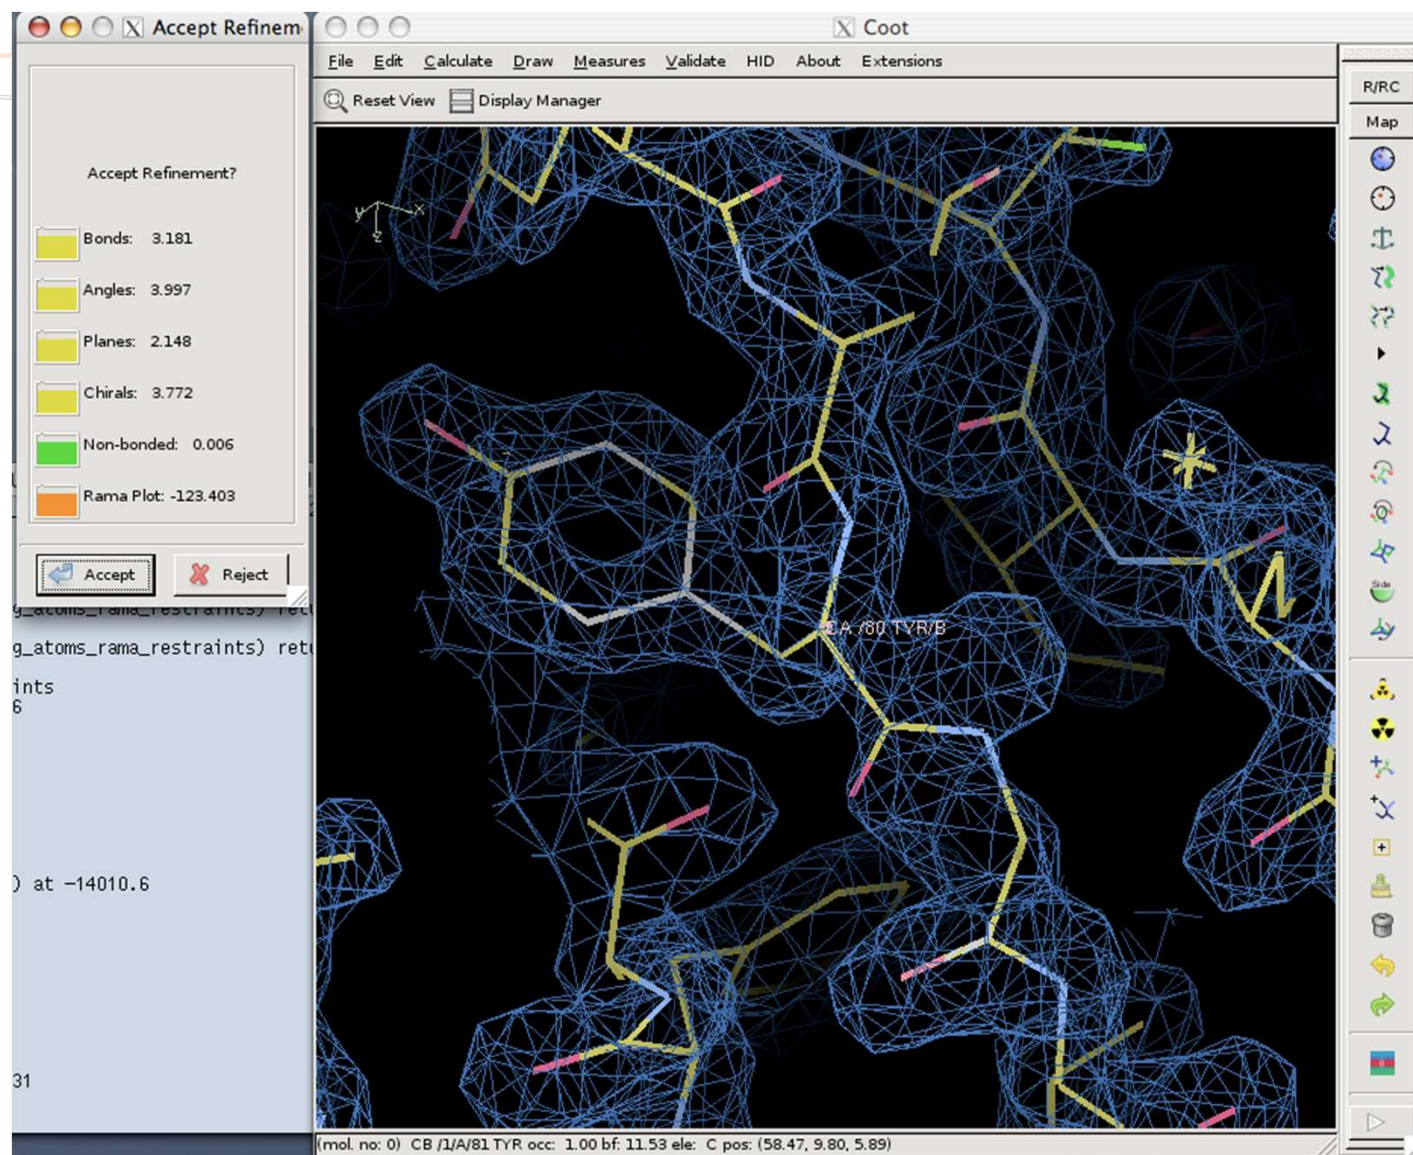 X Accept Refinem
Accept Refinement?
Bonds: 3.181
Angles: 3.997
Planes: 2.148
Chirals: 3.772
Non-bonded: 0.006
Rama Plot: -123.403
Accept Reject
g_atoms_rama_restraints)
g_atoms_rama_restraints) retu
ints
6
) at -14010.6
31
X Coot
File Edit Calculate Draw Measures Validate HID About Extensions
Reset View Display Manager
R/RC
Map
Side
x
y
z
CA /80 TYR/B
(mol. no: 0) CB /1/A/81 TYR occ: 1.00 bf: 11.53 ele: C pos: (58.47, 9.80, 5.89)